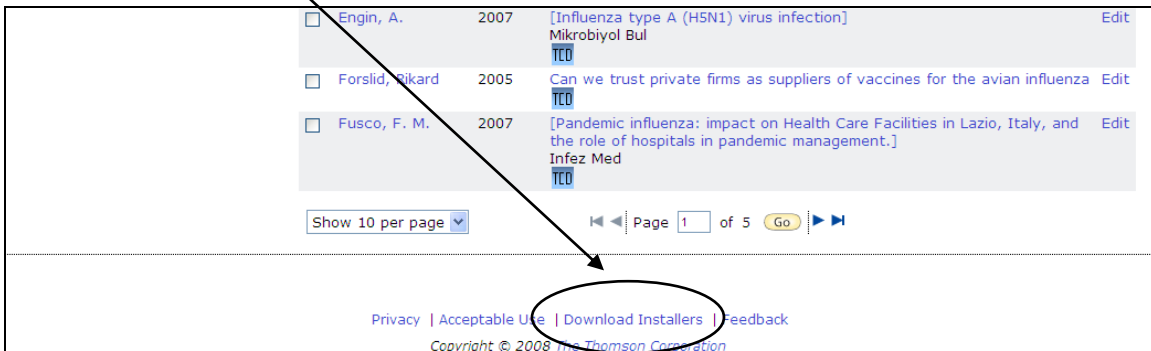 Engin, A. 2007 [Influenza type A (H5N1) virus infection] Edit
Mikrobiyol Bul
TCD
Forslid, Rikard 2005 Can we trust private firms as suppliers of vaccines for the avian influenza Edit
TCD
Fusco, F. M. 2007 [Pandemic influenza: impact on Health Care Facilities in Lazio, Italy, and Edit
the role of hospitals in pandemic management.]
Infez Med
TCD
Show 10 per page Page 1 of 5 Go
Privacy | Acceptable Use | Download Installers | Feedback
Copyright © 2008 The Thomson Corporation